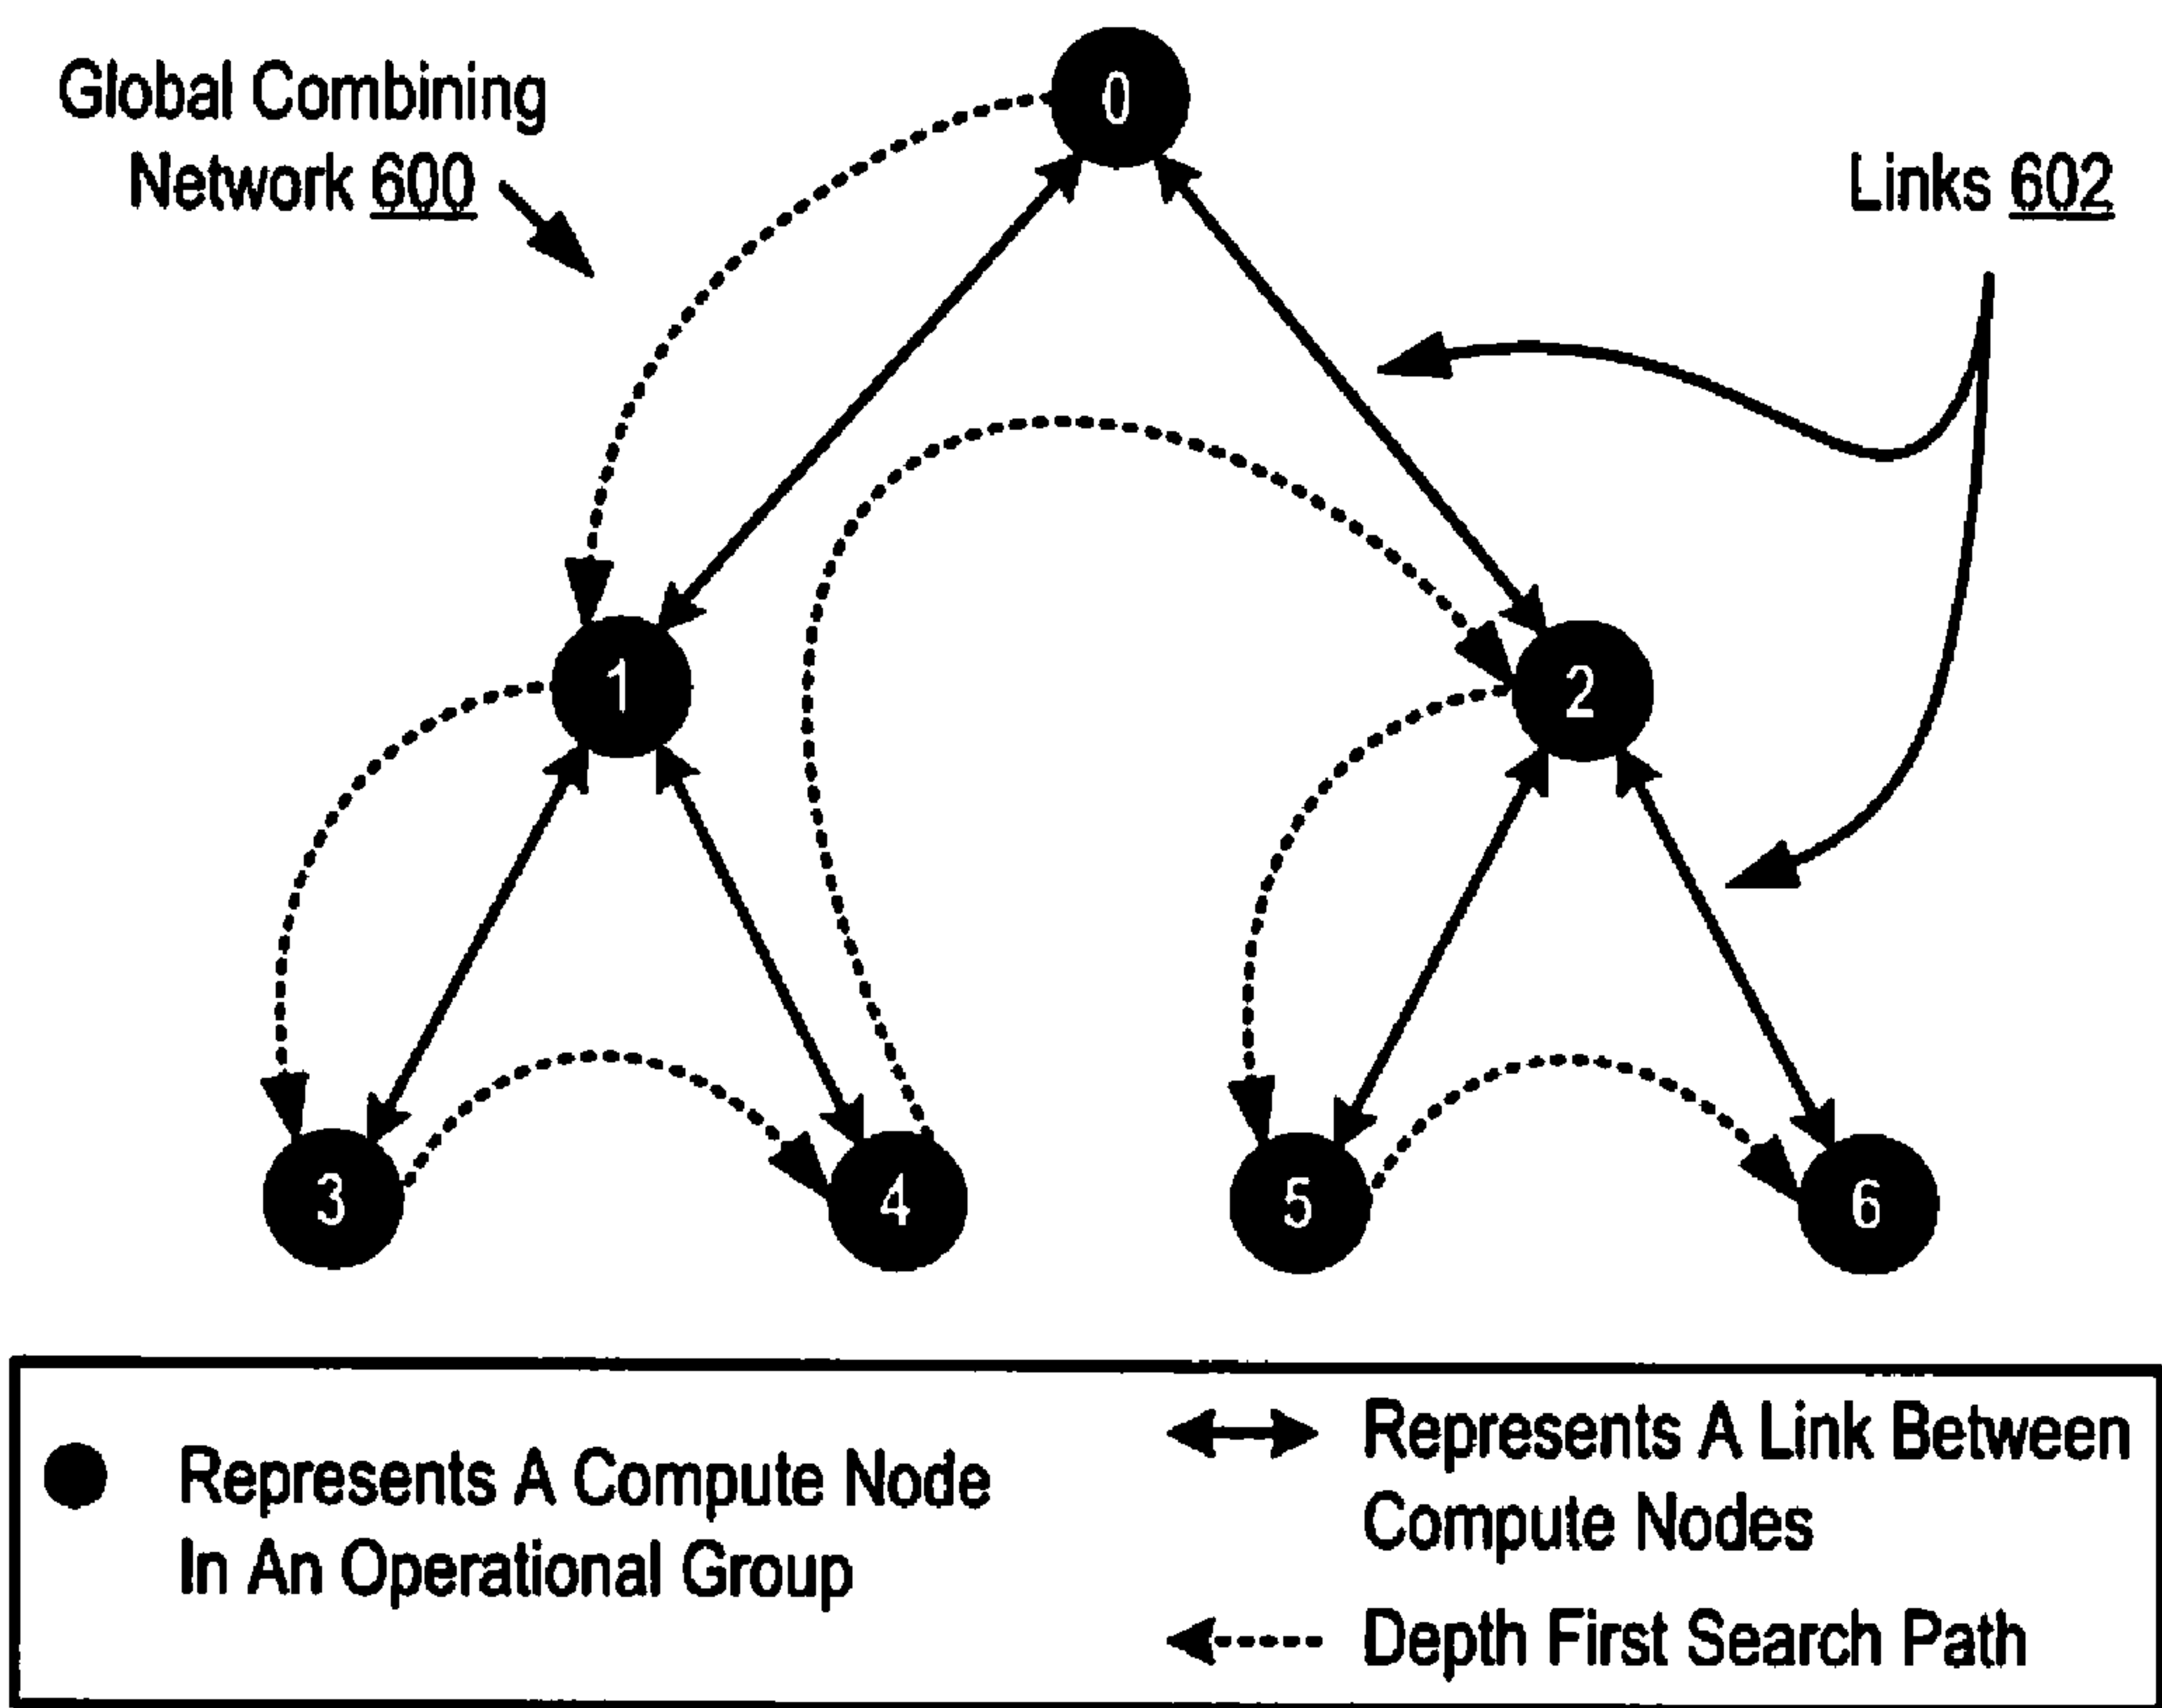 Global Combining
Network 600
Links 602
0
1
2
3
4
5
6
Represents A Compute Node
In An Operational Group
Represents A Link Between
Compute Nodes
Depth First Search Path